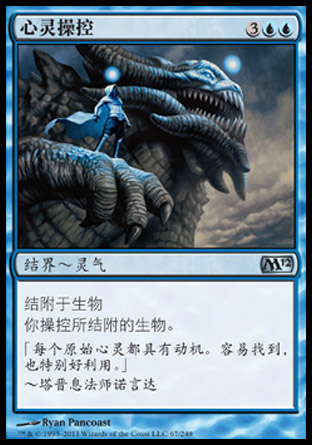 心灵操控 3
结界～灵气 M12
结附于生物
你操控所结附的生物。
「每个原始心灵都具有动机。容易找到，
也特别好利用。」
～塔晋息法师诺言达
Ryan Pancoast
™ & © 1993–2011 Wizards of the Coast LLC 67/249